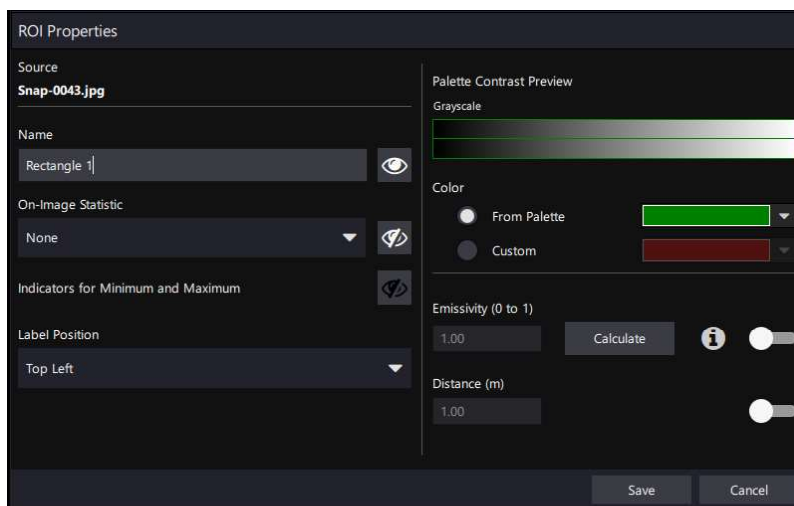 ROI Properties
Source
Snap-0043.jpg
Name
Rectangle 1
On-Image Statistic
None
Indicators for Minimum and Maximum
Label Position
Top Left
Palette Contrast Preview
Grayscale
Color
From Palette
Custom
Emissivity (0 to 1)
1.00 Calculate
Distance (m)
1.00
Save Cancel